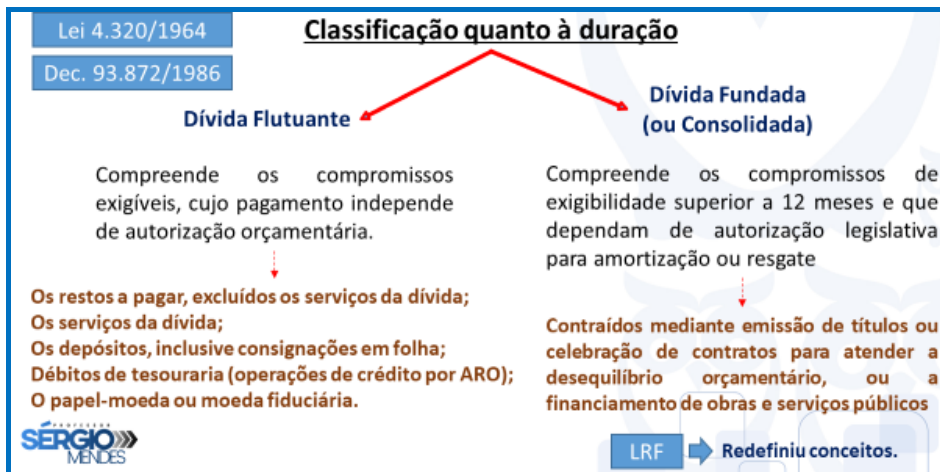 Lei 4.320/1964
Dec. 93.872/1986
Classificação quanto à duração
Dívida Flutuante
Compreende os compromissos
exigíveis, cujo pagamento independe
de autorização orçamentária.
Os restos a pagar, excluídos os serviços da dívida;
Os serviços da dívida;
Os depósitos, inclusive consignações em folha;
Débitos de tesouraria (operações de crédito por ARO);
O papel-moeda ou moeda fiduciária.
Dívida Fundada
(ou Consolidada)
Compreende os compromissos de
exigibilidade superior a 12 meses e que
dependam de autorização legislativa
para amortização ou resgate
Contraídos mediante emissão de títulos ou
celebração de contratos para atender a
desequilíbrio orçamentário, ou a
financiamento de obras e serviços públicos
PROFESSOR
SÉRGIO
MENDES
LRF
Redefiniu conceitos.